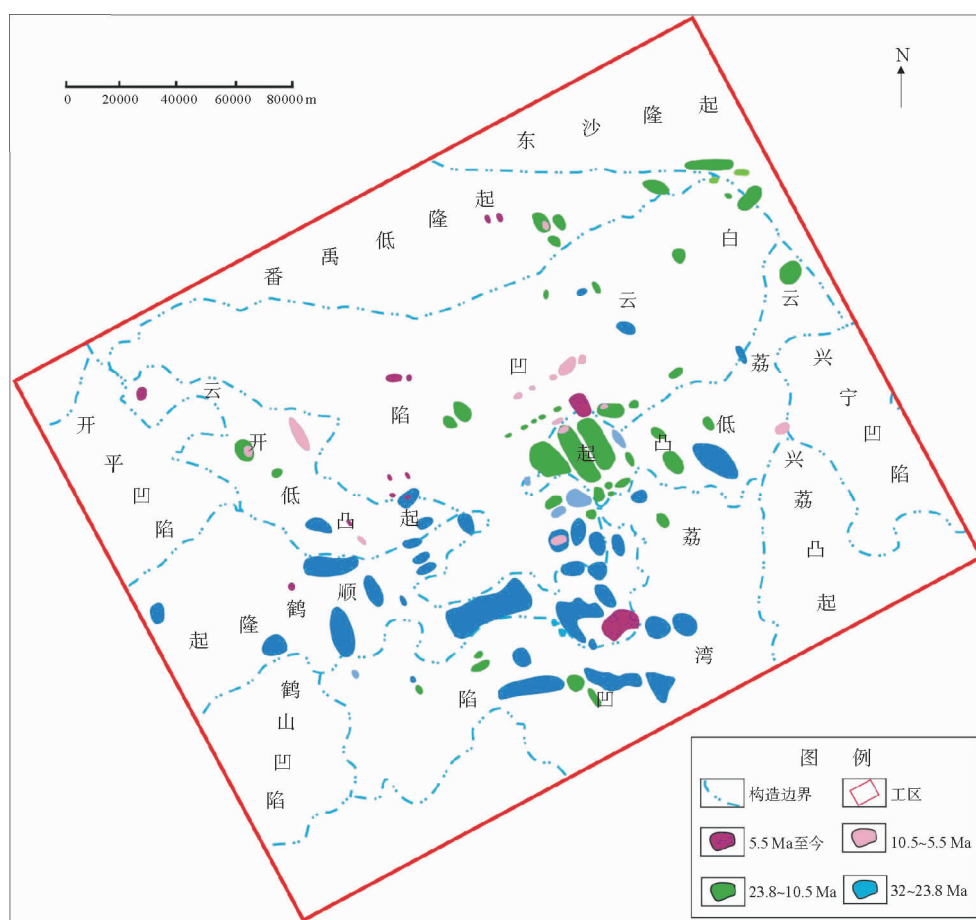 N
0 20000 40000 60000 80000 m
东沙隆起
番禺低隆起
白云凹陷
云荔低凸起
兴宁凹陷
兴荔凸起
开平凹陷
云开低凸起
顺鹤隆起
鹤山凹陷
荔湾凹陷
图 例
构造边界
工区
5.5 Ma至今
10.5~5.5 Ma
23.8~10.5 Ma
32~23.8 Ma